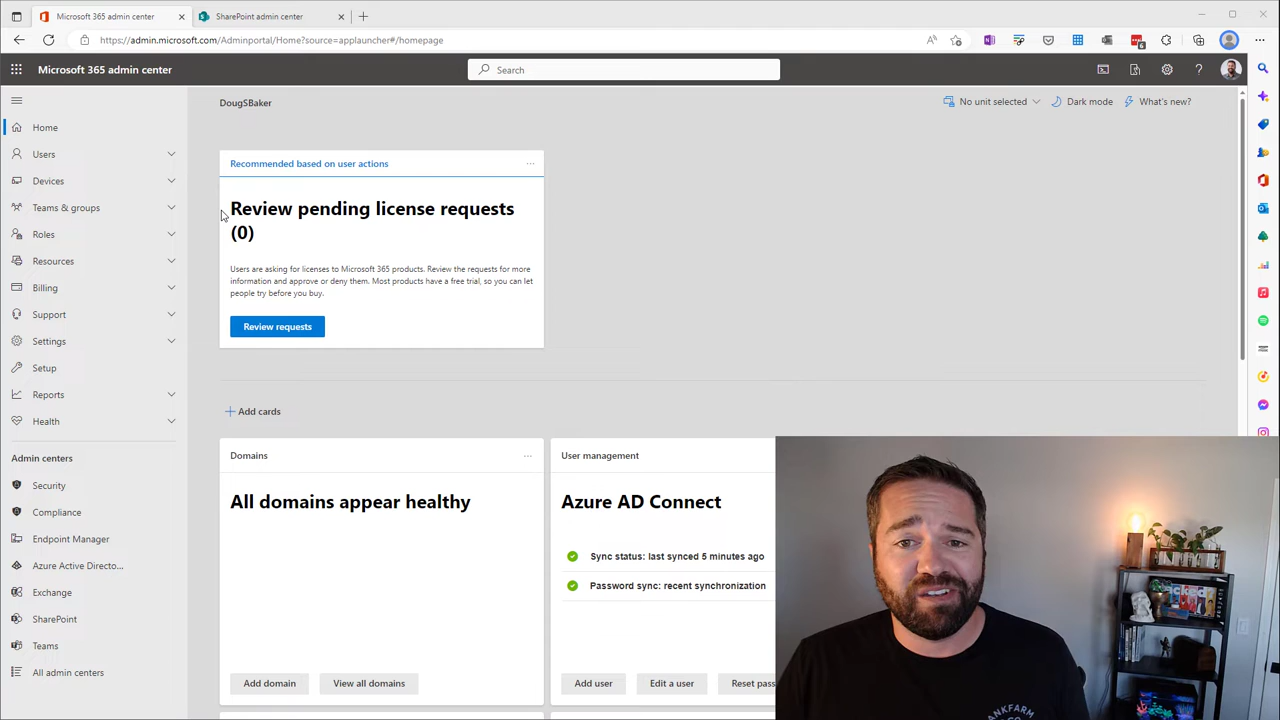 Microsoft 365 admin center
SharePoint admin center
https://admin.microsoft.com/Adminportal/Home?source=applauncher#/homepage
6
Microsoft 365 admin center
Search
DougSBaker
No unit selected
Dark mode
What's new?
Home
Users
Devices
Teams & groups
Roles
Resources
Billing
Support
Settings
Setup
Reports
Health
Admin centers
Security
Compliance
Endpoint Manager
Azure Active Directo...
Exchange
SharePoint
Teams
All admin centers
Recommended based on user actions
Review pending license requests
(0)
Users are asking for licenses to Microsoft 365 products. Review the requests for more
information and approve or deny them. Most products have a free trial, so you can let
people try before you buy.
Review requests
Add cards
Domains
All domains appear healthy
Add domain
View all domains
User management
Azure AD Connect
Sync status: last synced 5 minutes ago
Password sync: recent synchronization
Add user
Edit a user
Reset pass